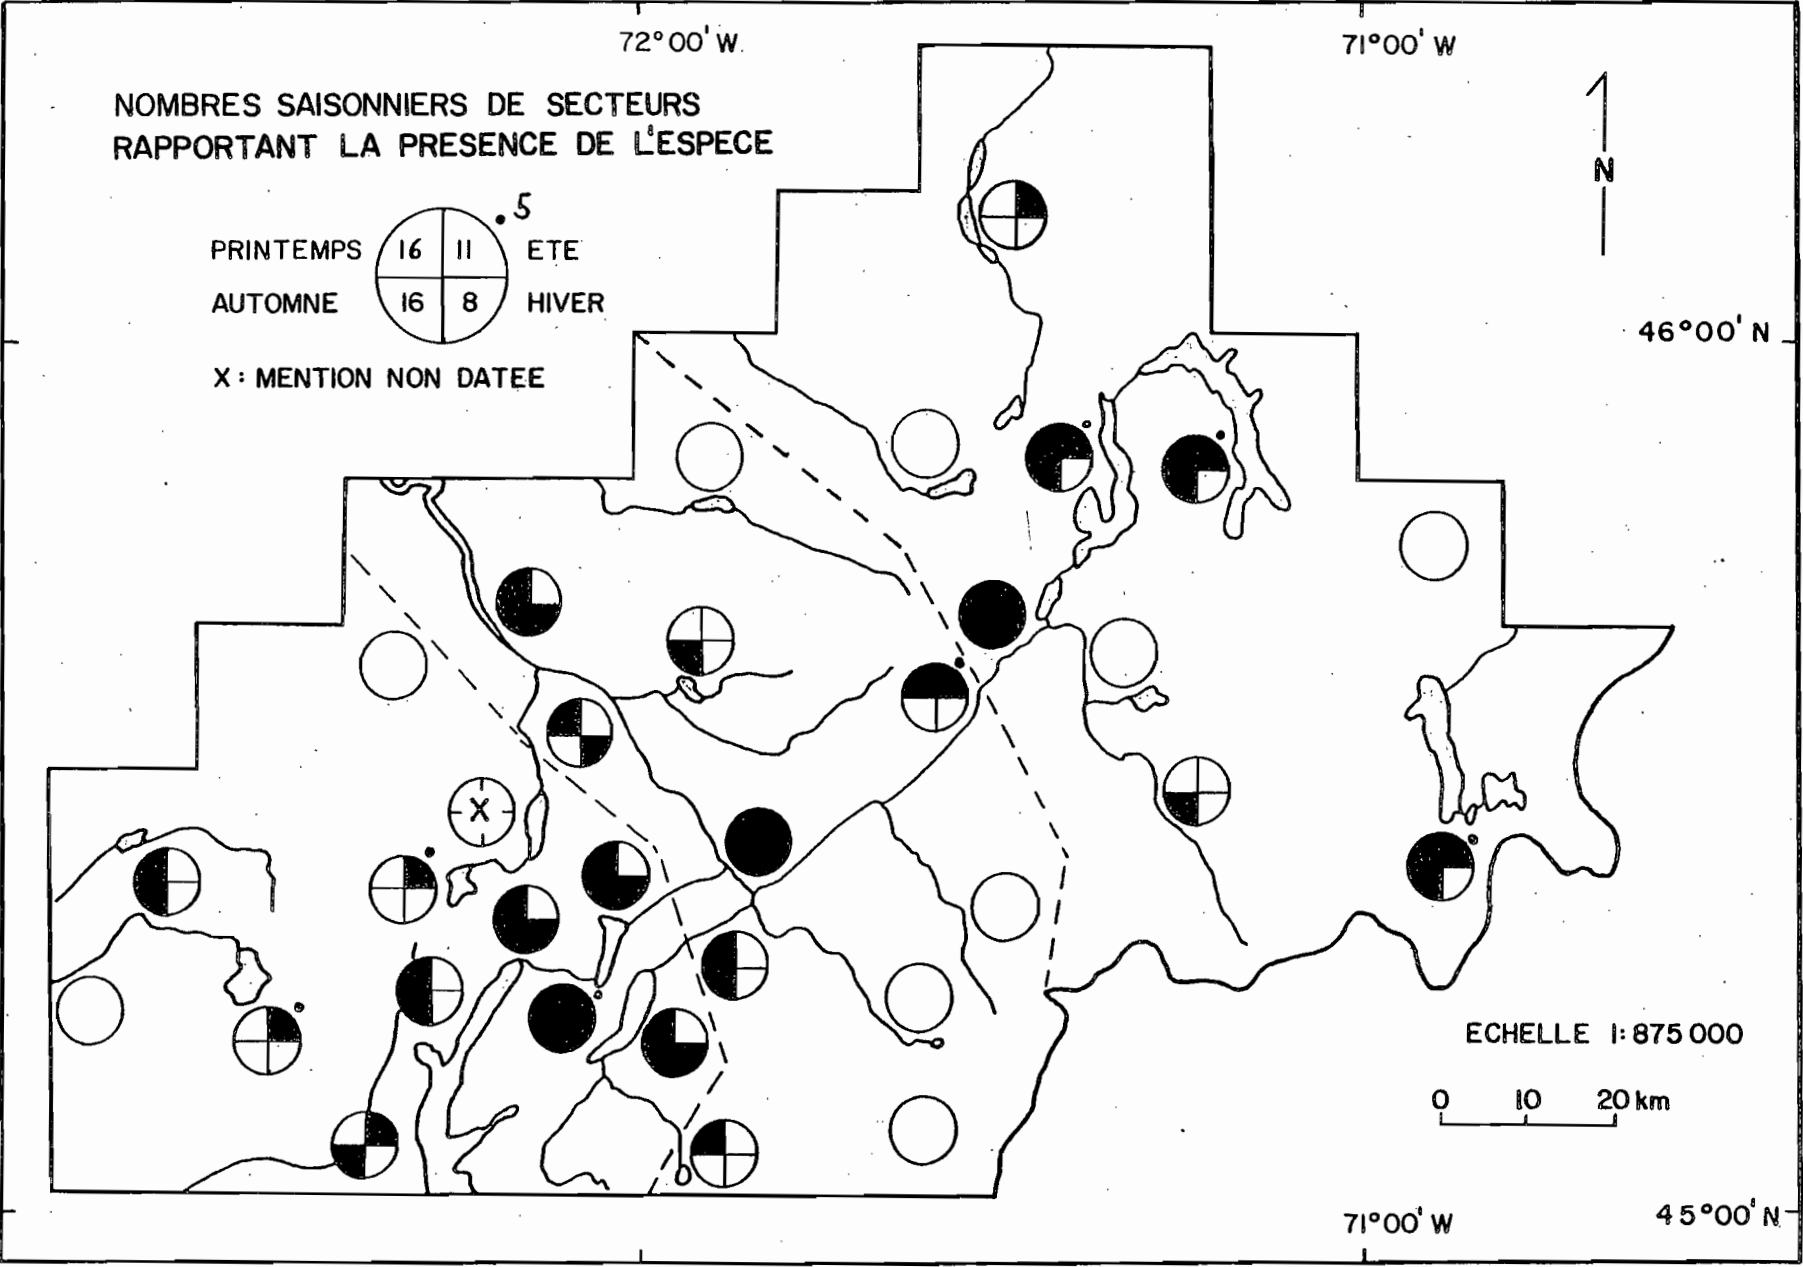 72°00' W.
71°00' W
NOMBRES SAISONNIERS DE SECTEURS
RAPPORTANT LA PRESENCE DE L'ESPECE
N
5
PRINTEMPS 16 11 ETE
AUTOMNE 16 8 HIVER
46°00' N
X : MENTION NON DATEE
X
ECHELLE 1: 875 000
0 10 20 km
71°00' W
45°00' N